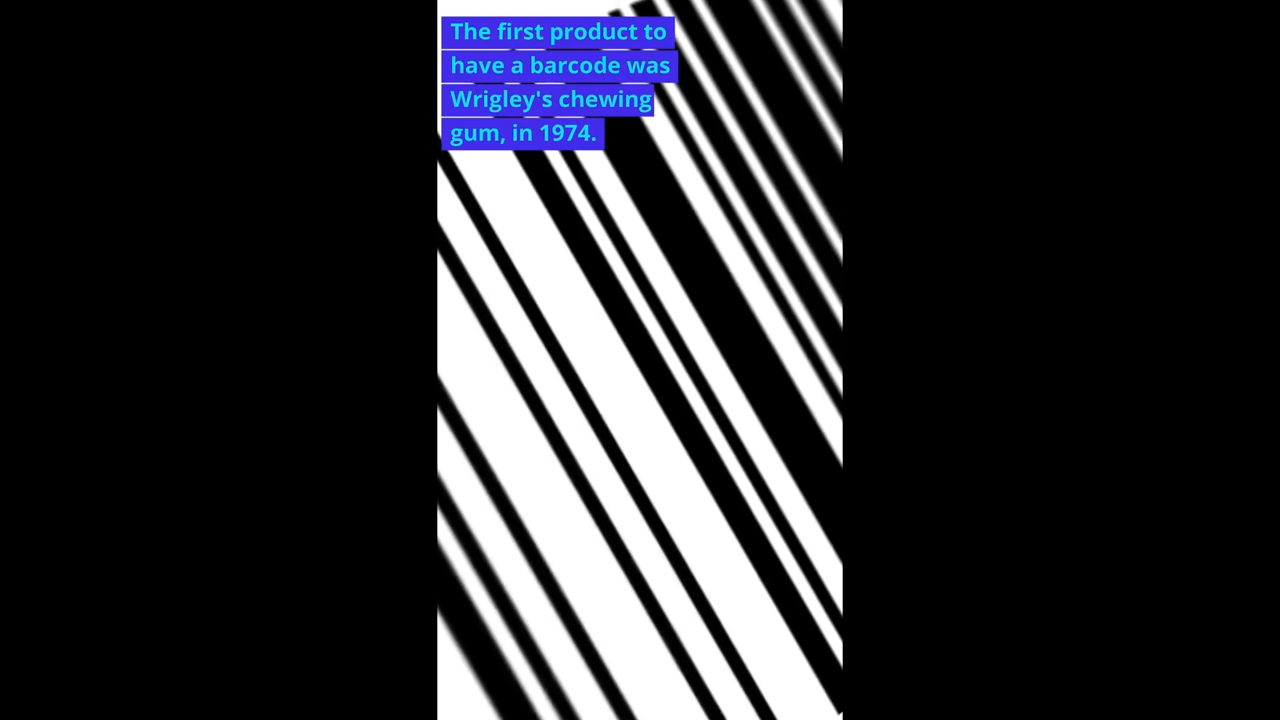 The first product to
have a barcode was
Wrigley's chewing
gum, in 1974.